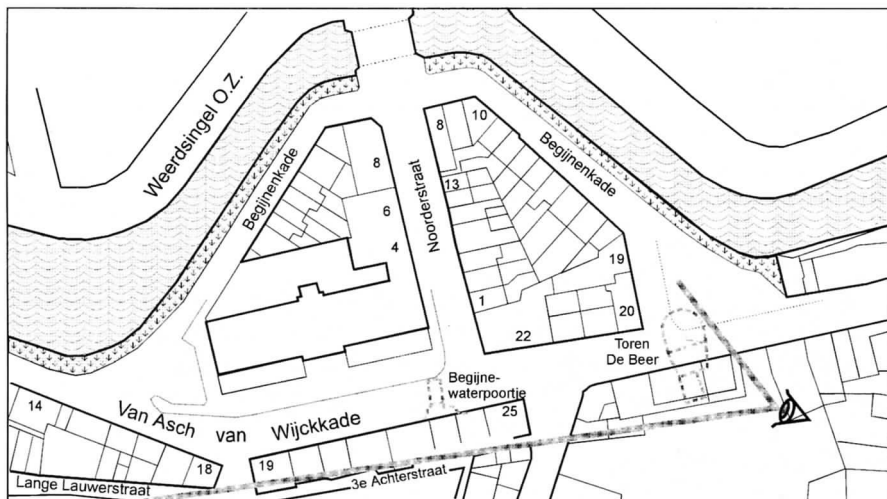 Weerdsingel O.Z.
Begijnenkade
8
6
4
Noorderstraat
8
10
13
1
22
Begijnenkade
19
20
Toren
De Beer
Begijne-
waterpoortje
Van Asch van Wijckkade
14
18
19
25
Lange Lauwerstraat
3e Achterstraat